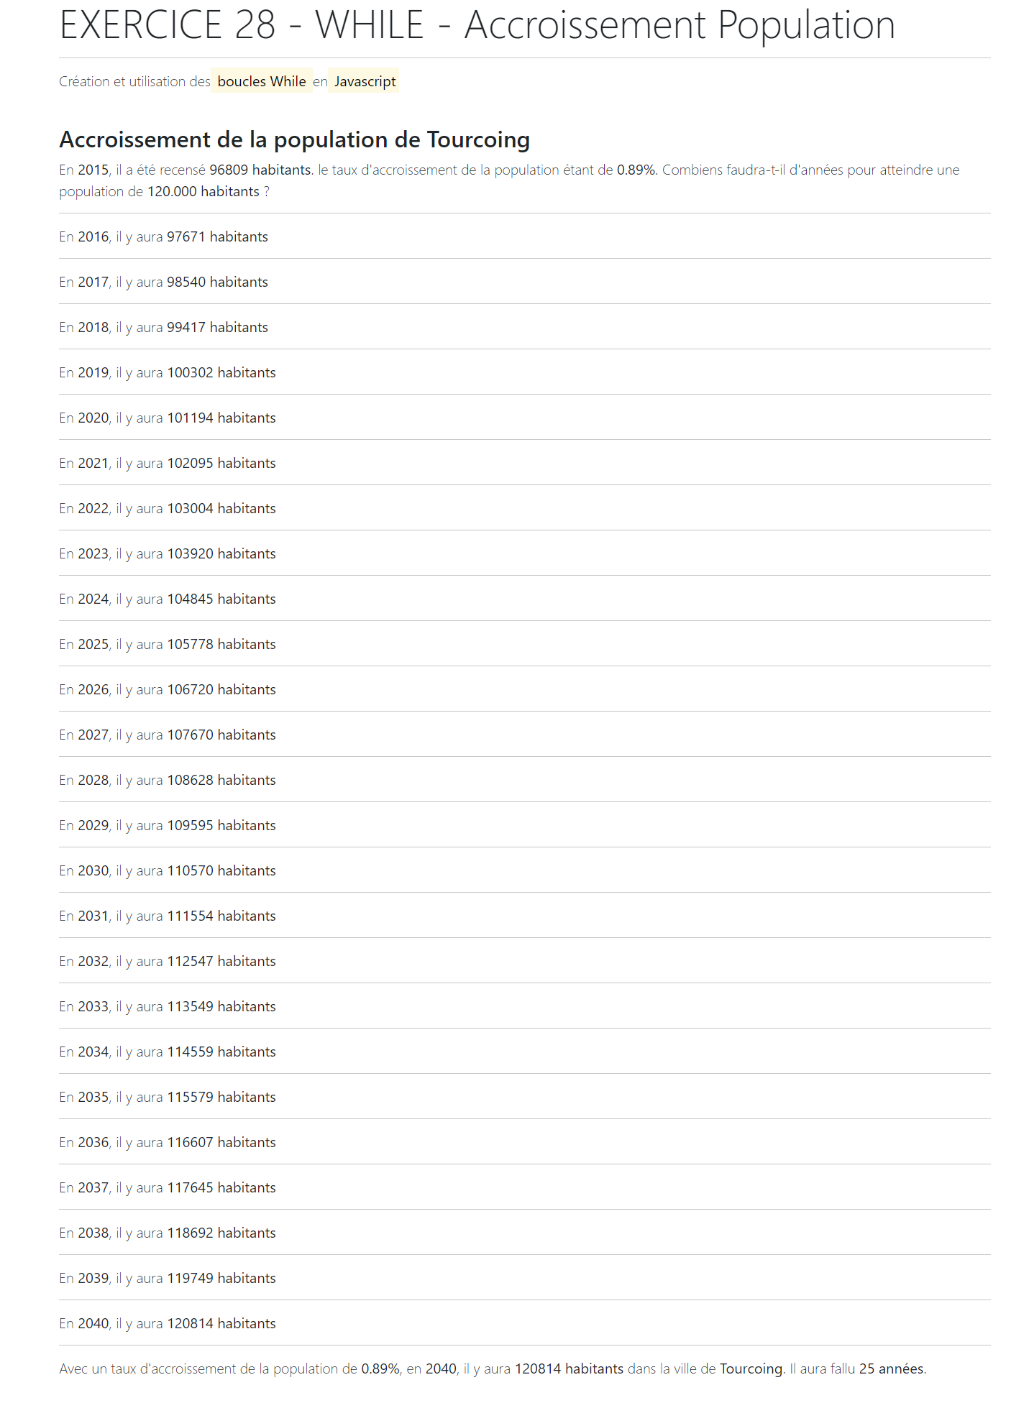 EXERCICE 28 - WHILE - Accroissement Population
Création et utilisation des boucles While en Javascript
Accroissement de la population de Tourcoing
En 2015, il a été recensé 96809 habitants. le taux d'accroissement de la population étant de 0.89%. Combiens faudra-t-il d'années pour atteindre une
population de 120.000 habitants ?
En 2016, il y aura 97671 habitants
En 2017, il y aura 98540 habitants
En 2018, il y aura 99417 habitants
En 2019, il y aura 100302 habitants
En 2020, il y aura 101194 habitants
En 2021, il y aura 102095 habitants
En 2022, il y aura 103004 habitants
En 2023, il y aura 103920 habitants
En 2024, il y aura 104845 habitants
En 2025, il y aura 105778 habitants
En 2026, il y aura 106720 habitants
En 2027, il y aura 107670 habitants
En 2028, il y aura 108628 habitants
En 2029, il y aura 109595 habitants
En 2030, il y aura 110570 habitants
En 2031, il y aura 111554 habitants
En 2032, il y aura 112547 habitants
En 2033, il y aura 113549 habitants
En 2034, il y aura 114559 habitants
En 2035, il y aura 115579 habitants
En 2036, il y aura 116607 habitants
En 2037, il y aura 117645 habitants
En 2038, il y aura 118692 habitants
En 2039, il y aura 119749 habitants
En 2040, il y aura 120814 habitants
Avec un taux d'accroissement de la population de 0.89%, en 2040, il y aura 120814 habitants dans la ville de Tourcoing. Il aura fallu 25 années.